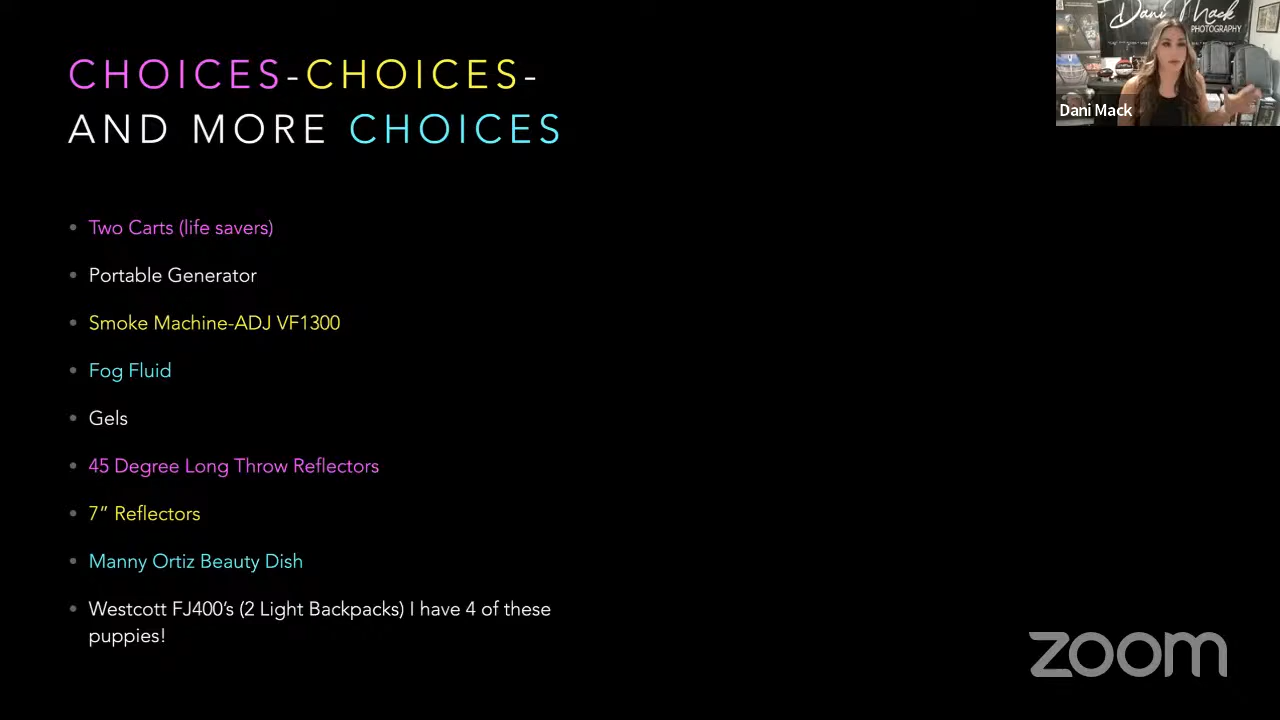 CHOICES-CHOICES-
AND MORE CHOICES
Two Carts (life savers)
Portable Generator
Smoke Machine-ADJ VF1300
Fog Fluid
Gels
45 Degree Long Throw Reflectors
7” Reflectors
Manny Ortiz Beauty Dish
Westcott FJ400’s (2 Light Backpacks) I have 4 of these
puppies!
Dani Mack
PHOTOGRAPHY
Dani Mack
zoom